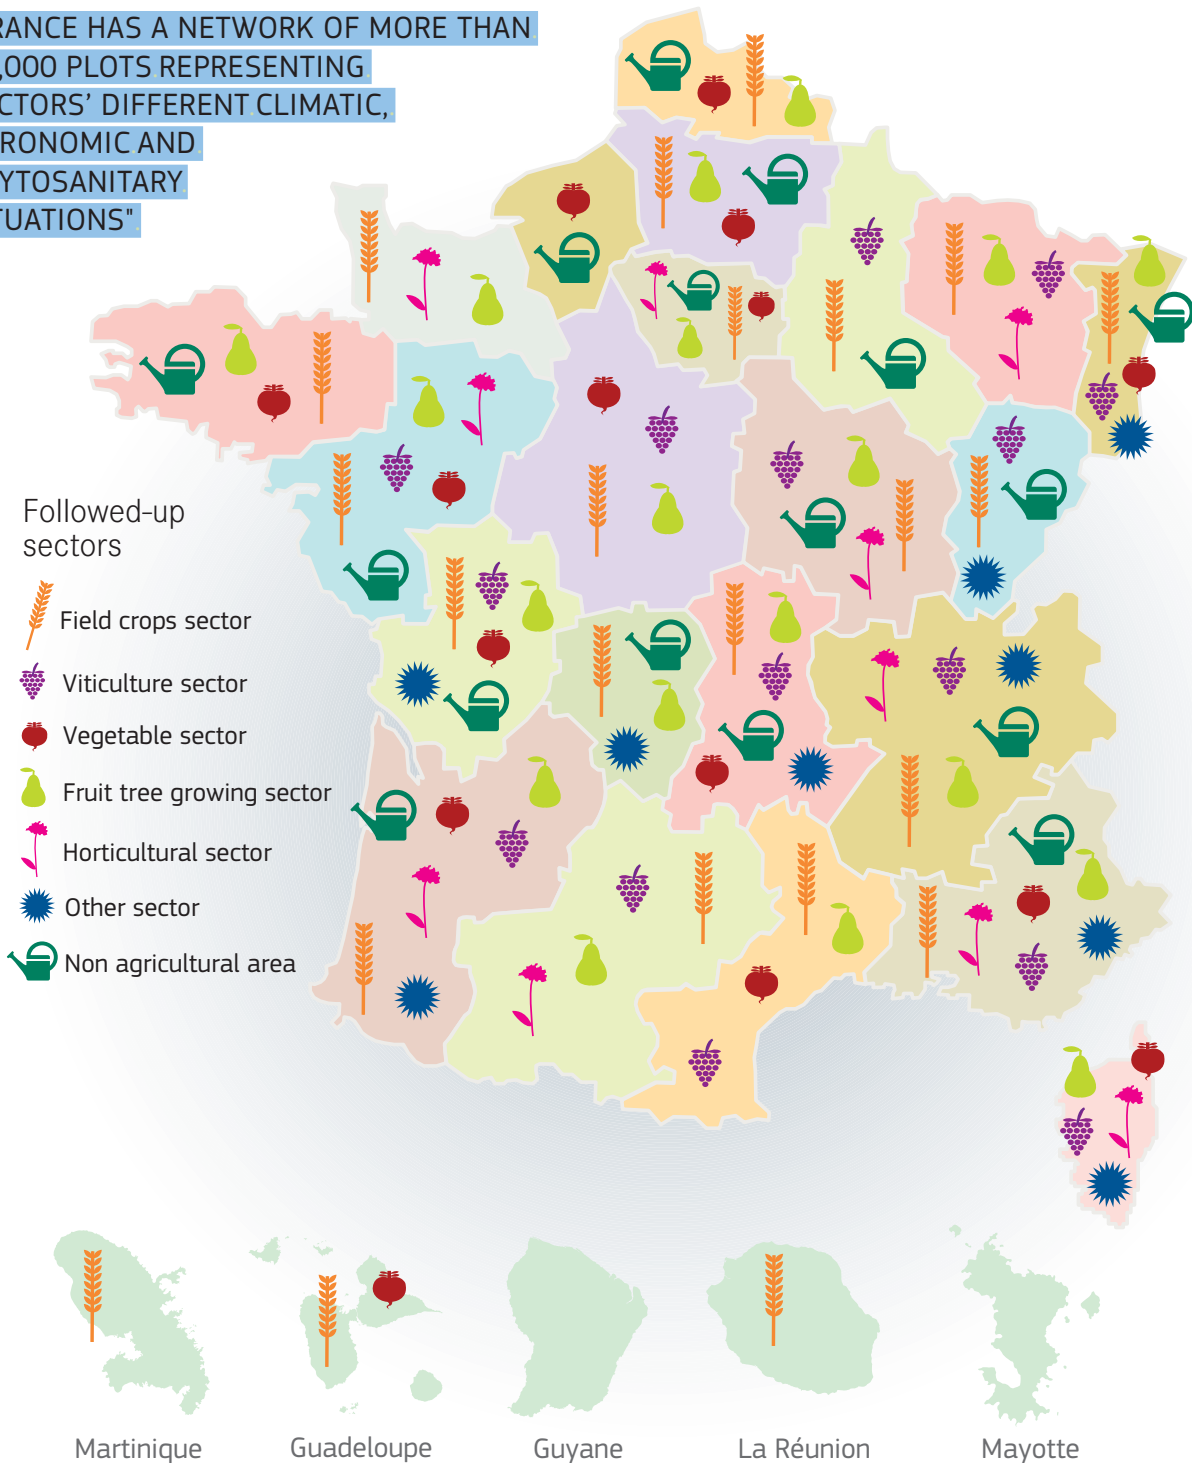 RANCE HAS A NETWORK OF MORE THAN
,000 PLOTS REPRESENTING
CTORS’ DIFFERENT CLIMATIC,
RONOMIC AND
YTOSANITARY
TUATIONS"
Followed-up
sectors
Field crops sector
Viticulture sector
Vegetable sector
Fruit tree growing sector
Horticultural sector
Other sector
Non agricultural area
Martinique
Guadeloupe
Guyane
La Réunion
Mayotte